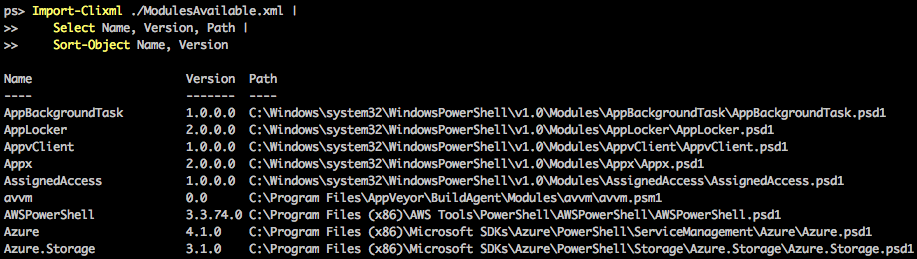 ps> Import-Clixml ./ModulesAvailable.xml |
>>     Select Name, Version, Path |
>>     Sort-Object Name, Version

Name               Version  Path
----               -------  ----
AppBackgroundTask  1.0.0.0  C:\Windows\system32\WindowsPowerShell\v1.0\Modules\AppBackgroundTask\AppBackgroundTask.psd1
AppLocker          2.0.0.0  C:\Windows\system32\WindowsPowerShell\v1.0\Modules\AppLocker\AppLocker.psd1
AppvClient         1.0.0.0  C:\Windows\system32\WindowsPowerShell\v1.0\Modules\AppvClient\AppvClient.psd1
Appx               2.0.0.0  C:\Windows\system32\WindowsPowerShell\v1.0\Modules\Appx\Appx.psd1
AssignedAccess     1.0.0.0  C:\Windows\system32\WindowsPowerShell\v1.0\Modules\AssignedAccess\AssignedAccess.psd1
avvm               0.0      C:\Program Files\AppVeyor\BuildAgent\Modules\avvm\avvm.psm1
AWSPowerShell      3.3.74.0 C:\Program Files (x86)\AWS Tools\PowerShell\AWSPowerShell\AWSPowerShell.psd1
Azure              4.1.0    C:\Program Files (x86)\Microsoft SDKs\Azure\PowerShell\ServiceManagement\Azure\Azure.psd1
Azure.Storage      3.1.0    C:\Program Files (x86)\Microsoft SDKs\Azure\PowerShell\Storage\Azure.Storage\Azure.Storage.psd1